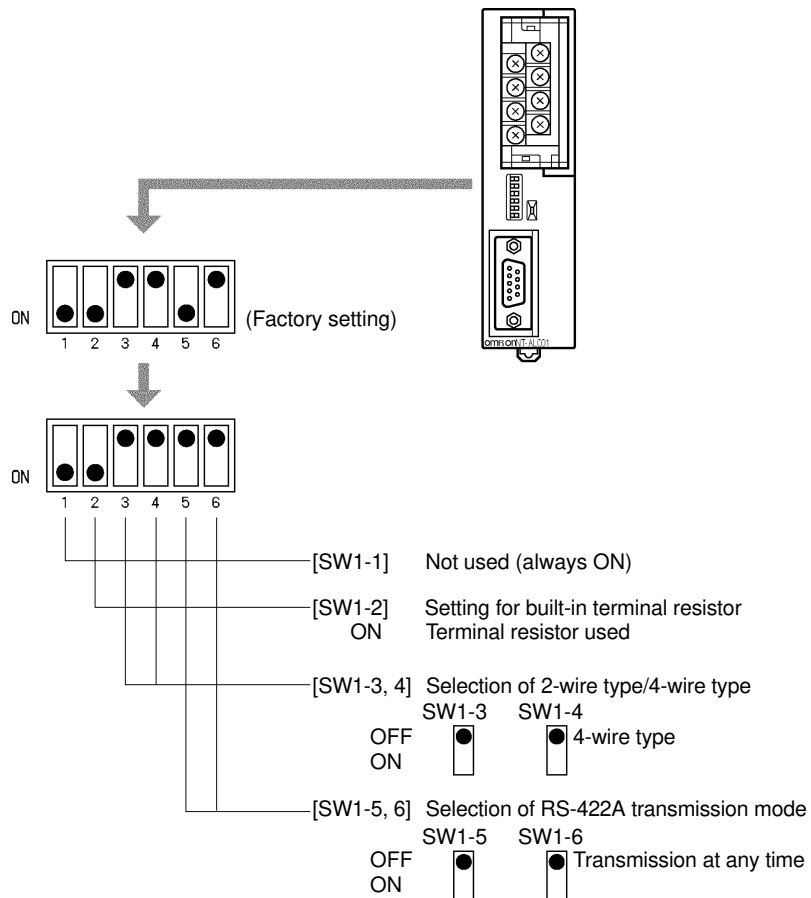 OMRON NT-AL001
ON
(Factory setting)
1 2 3 4 5 6
ON
1 2 3 4 5 6
[SW1-1] Not used (always ON)
[SW1-2] Setting for built-in terminal resistor
ON Terminal resistor used
[SW1-3, 4] Selection of 2-wire type/4-wire type
SW1-3 SW1-4
OFF 4-wire type
ON
[SW1-5, 6] Selection of RS-422A transmission mode
SW1-5 SW1-6
OFF Transmission at any time
ON